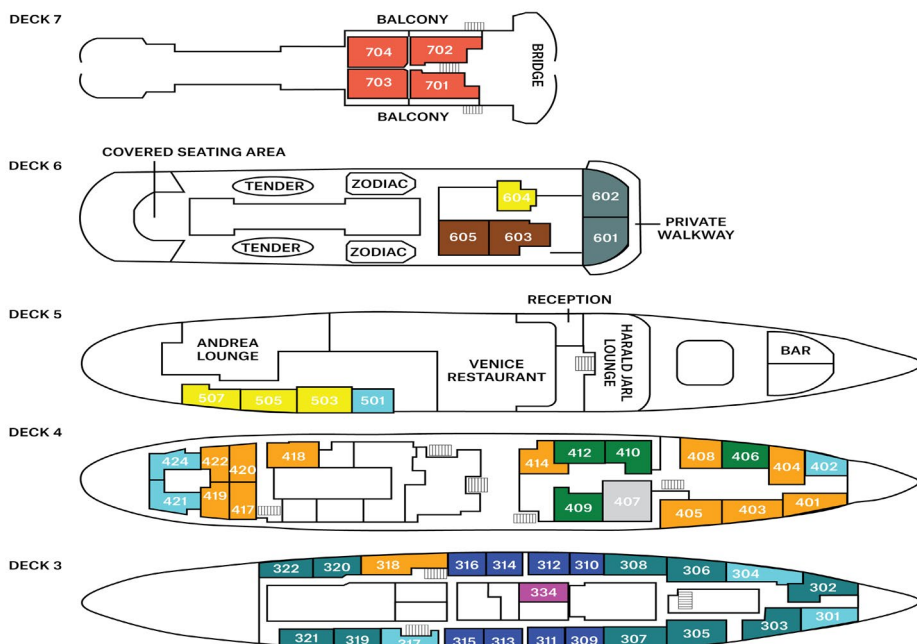 DECK 7
BALCONY
704
702
703
701
BRIDGE
BALCONY
DECK 6
COVERED SEATING AREA
TENDER
ZODIAC
604
602
605
603
601
PRIVATE
WALKWAY
TENDER
ZODIAC
DECK 5
RECEPTION
ANDREA
LOUNGE
VENICE
RESTAURANT
HARALD JARL
LOUNGE
BAR
507
505
503
501
DECK 4
424
422
420
418
414
412
410
408
406
404
402
421
419
417
409
407
405
403
401
DECK 3
322
320
318
316
314
312
310
308
306
304
302
334
321
319
317
315
313
311
309
307
305
303
301